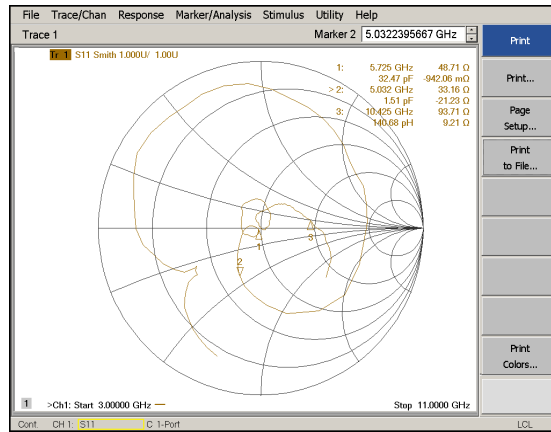 File Trace/Chan Response Marker/Analysis Stimulus Utility Help
Trace 1 Marker 2 5.0322395667 GHz
Print
Tr 1 S11 Smith 1.000U/ 1.00U
1: 5.725 GHz 48.71 Ω
32.47 pF -942.06 mΩ
> 2: 5.032 GHz 33.16 Ω
1.51 pF -21.23 Ω
3: 10.425 GHz 93.71 Ω
140.68 pH 9.21 Ω
Print...
Page
Setup...
Print
to File...
1
3
2
Print
Colors...
1 >Ch1: Start 3.00000 GHz Stop 11.0000 GHz
Cont. CH 1: S11 C 1-Port LCL